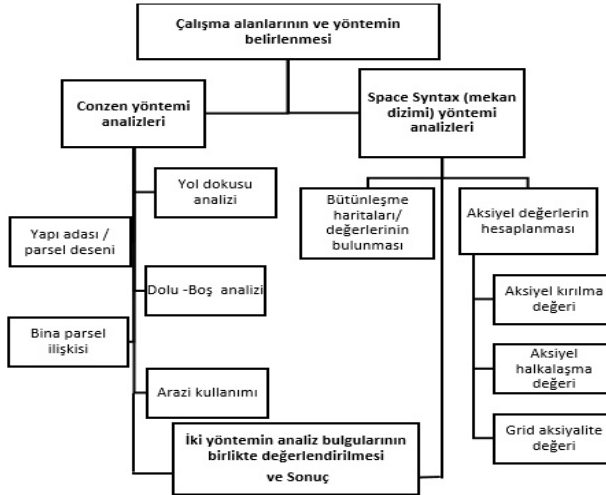 Çalışma alanlarının ve yöntemin
belirlenmesi
Conzen yöntemi
analizleri
Space Syntax (mekan
dizimi) yöntemi
analizleri
Yol dokusu
analizi
Yapı adası /
parsel deseni
Dolu -Boş analizi
Bina parsel
ilişkisi
Arazi kullanımı
Bütünleşme
haritaları/
değerlerinin
bulunması
Aksiyel değerlerin
hesaplanması
Aksiyel kırılma
değeri
Aksiyel
halkalaşma
değeri
Grid aksiyalite
değeri
İki yöntemin analiz bulgularının
birlikte değerlendirilmesi
ve Sonuç